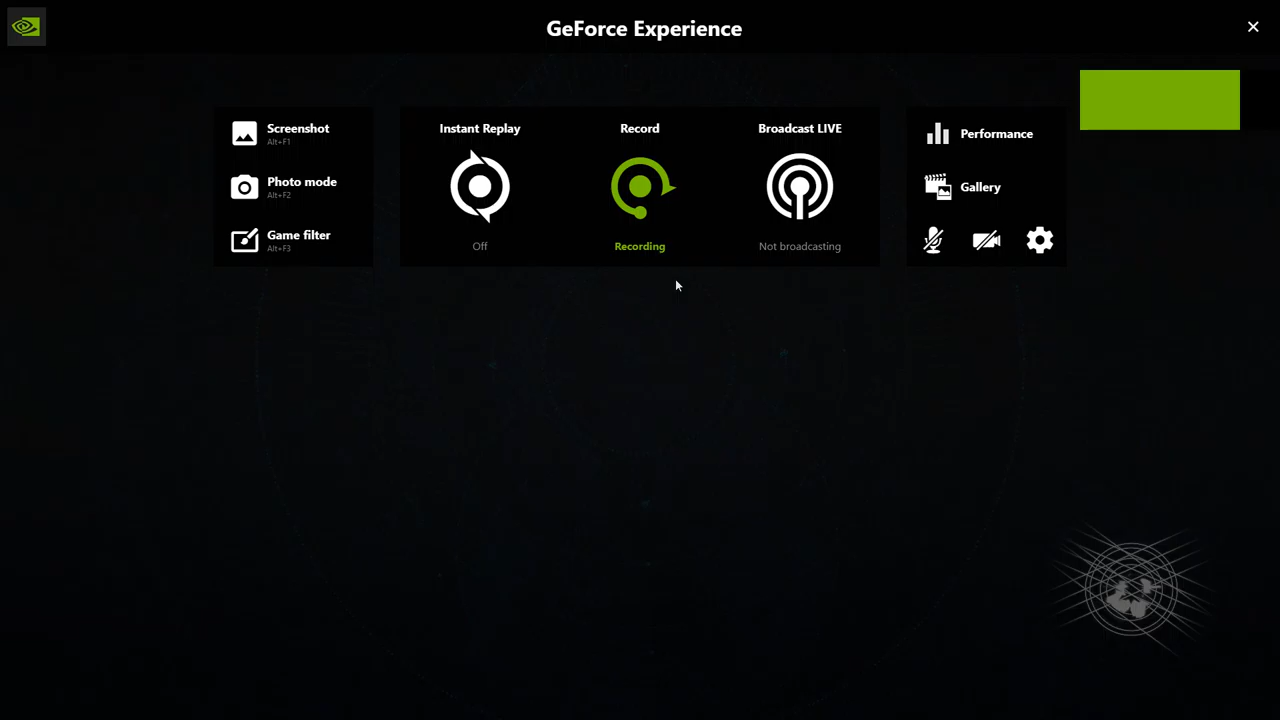 GeForce Experience
Screenshot
Alt+F1
Photo mode
Alt+F2
Game filter
Alt+F3
Instant Replay
Off
Record
Recording
Broadcast LIVE
Not broadcasting
Performance
Gallery